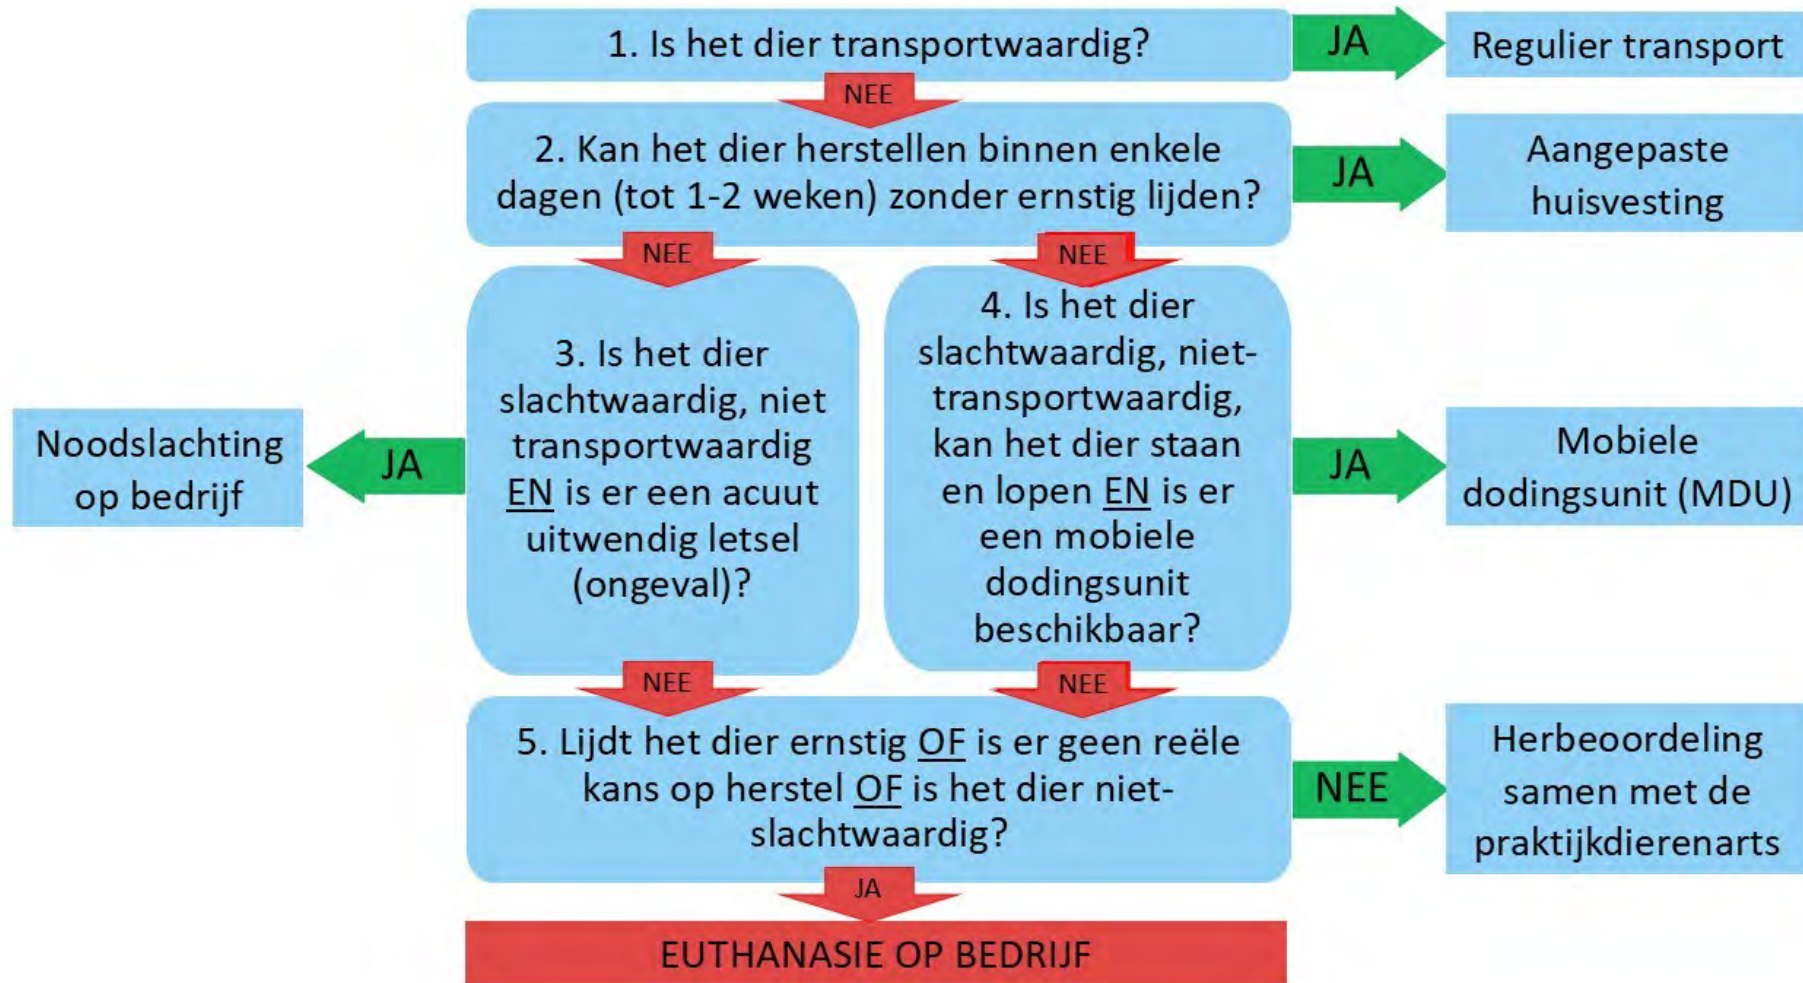 1. Is het dier transportwaardig?
JA
Regulier transport
NEE
2. Kan het dier herstellen binnen enkele
dagen (tot 1-2 weken) zonder ernstig lijden?
JA
Aangepaste
huisvesting
NEE
NEE
3. Is het dier
slachtwaardig, niet
transportwaardig
EN is er een acuut
uitwendig letsel
(ongeval)?
JA
Noodslachting
op bedrijf
4. Is het dier
slachtwaardig, niet-
transportwaardig,
kan het dier staan
en lopen EN is er
een mobiele
dodingsunit
beschikbaar?
JA
Mobiele
dodingsunit (MDU)
NEE
NEE
5. Lijdt het dier ernstig OF is er geen reële
kans op herstel OF is het dier niet-
slachtwaardig?
NEE
Herbeoordeling
samen met de
praktijkdierenarts
JA
EUTHANASIE OP BEDRIJF